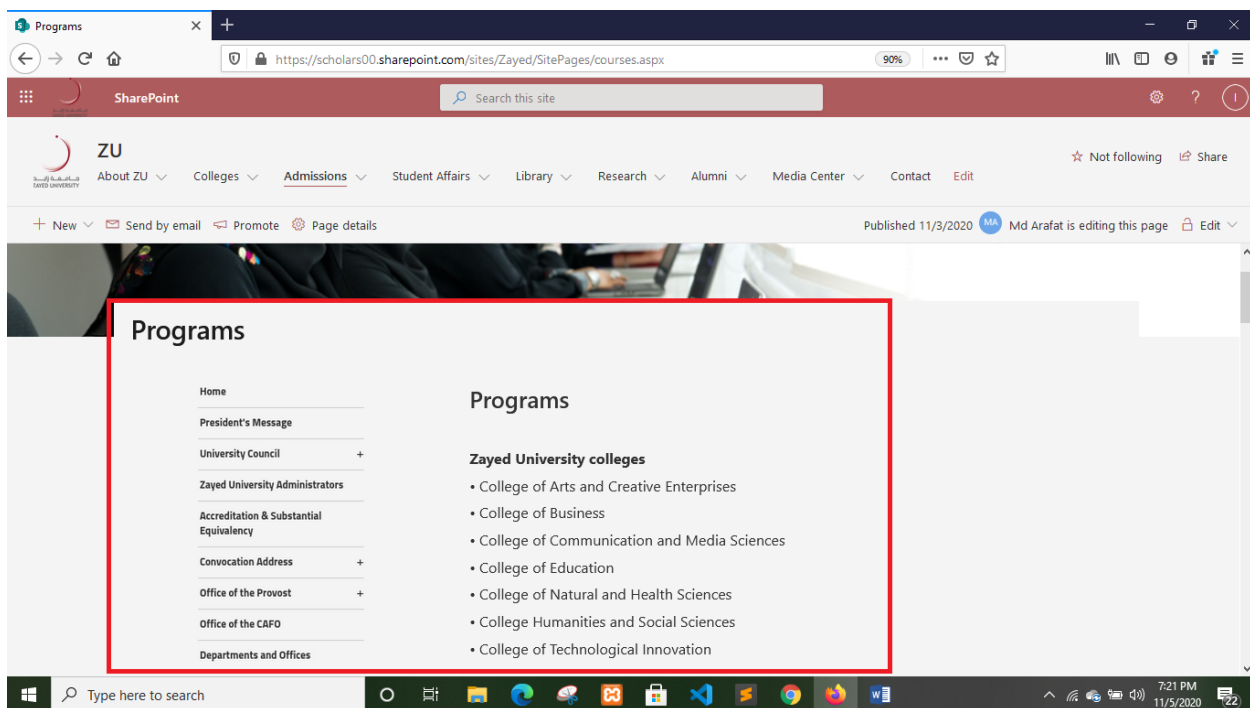 Programs
https://scholars00.sharepoint.com/sites/Zayed/SitePages/courses.aspx
90%
SharePoint
Search this site
I
ZAYED UNIVERSITY
ZU
Not following
Share
About ZU
Colleges
Admissions
Student Affairs
Library
Research
Alumni
Media Center
Contact
Edit
+ New
Send by email
Promote
Page details
Published 11/3/2020
MA
Md Arafat is editing this page
Edit
Programs
Home
President's Message
University Council +
Zayed University Administrators
Accreditation & Substantial
Equivalency
Convocation Address +
Office of the Provost +
Office of the CAFO
Departments and Offices
Programs
Zayed University colleges
• College of Arts and Creative Enterprises
• College of Business
• College of Communication and Media Sciences
• College of Education
• College of Natural and Health Sciences
• College Humanities and Social Sciences
• College of Technological Innovation
Type here to search
7:21 PM
11/5/2020
22